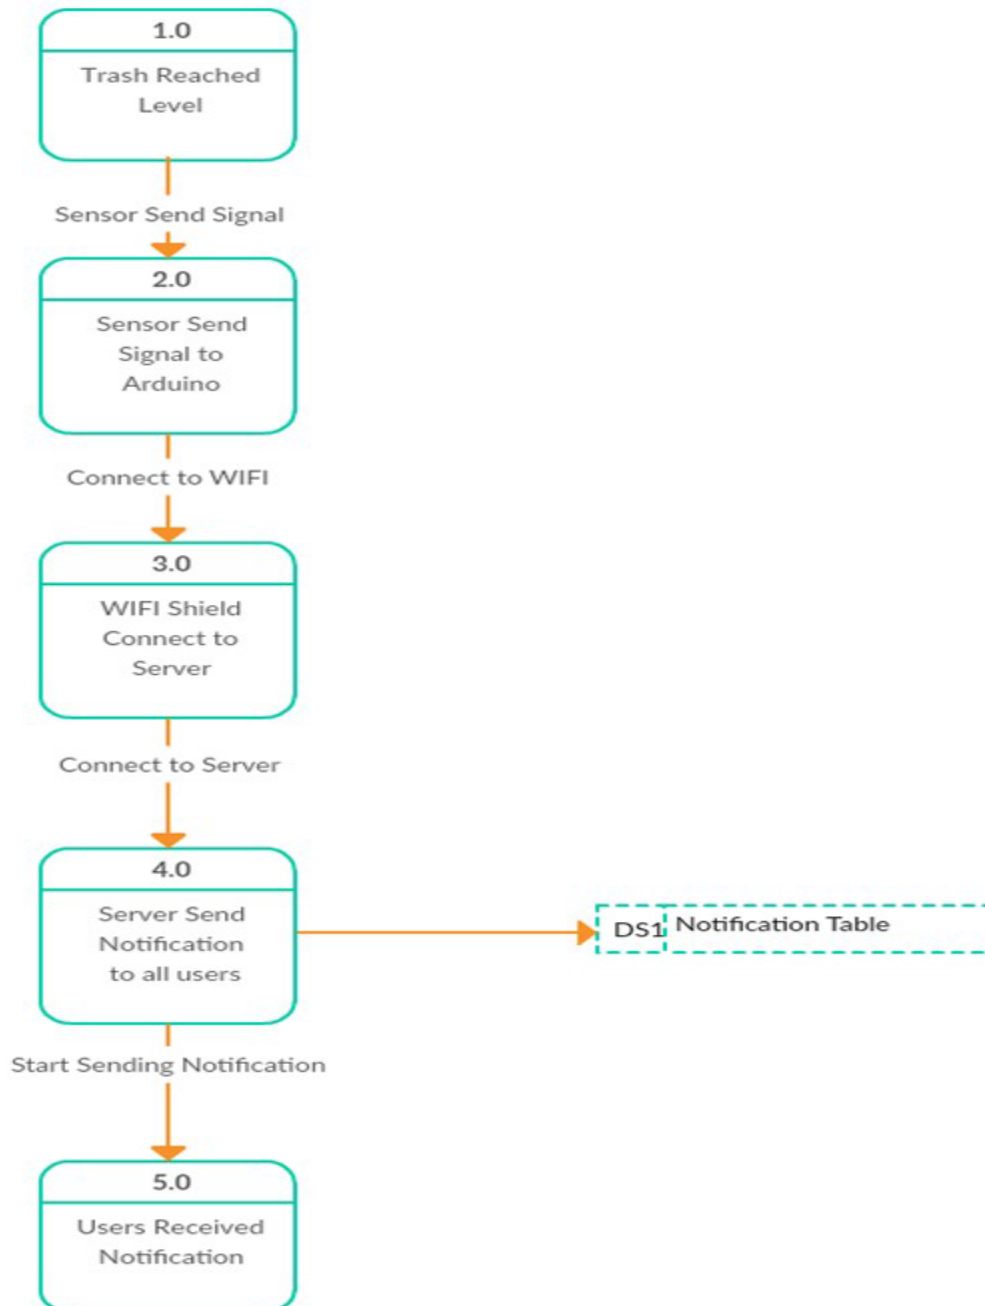 1.0
Trash Reached
Level
Sensor Send Signal
2.0
Sensor Send
Signal to
Arduino
Connect to WIFI
3.0
WIFI Shield
Connect to
Server
Connect to Server
4.0
Server Send
Notification
to all users
DS1 Notification Table
Start Sending Notification
5.0
Users Received
Notification